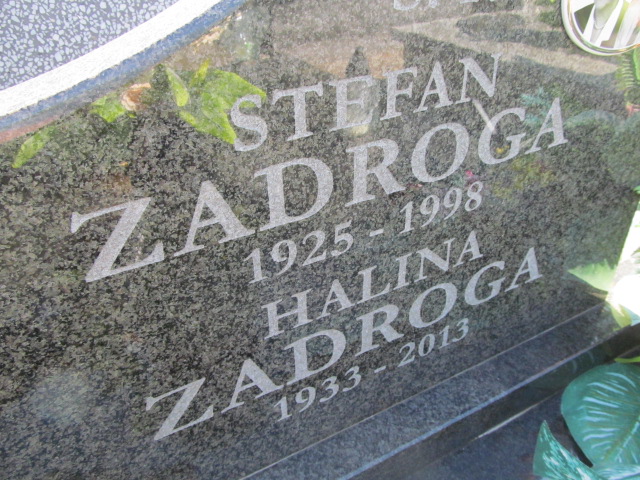 STEFAN
ZADROGA
1925 - 1998
HALINA
ZADROGA
1933 - 2013